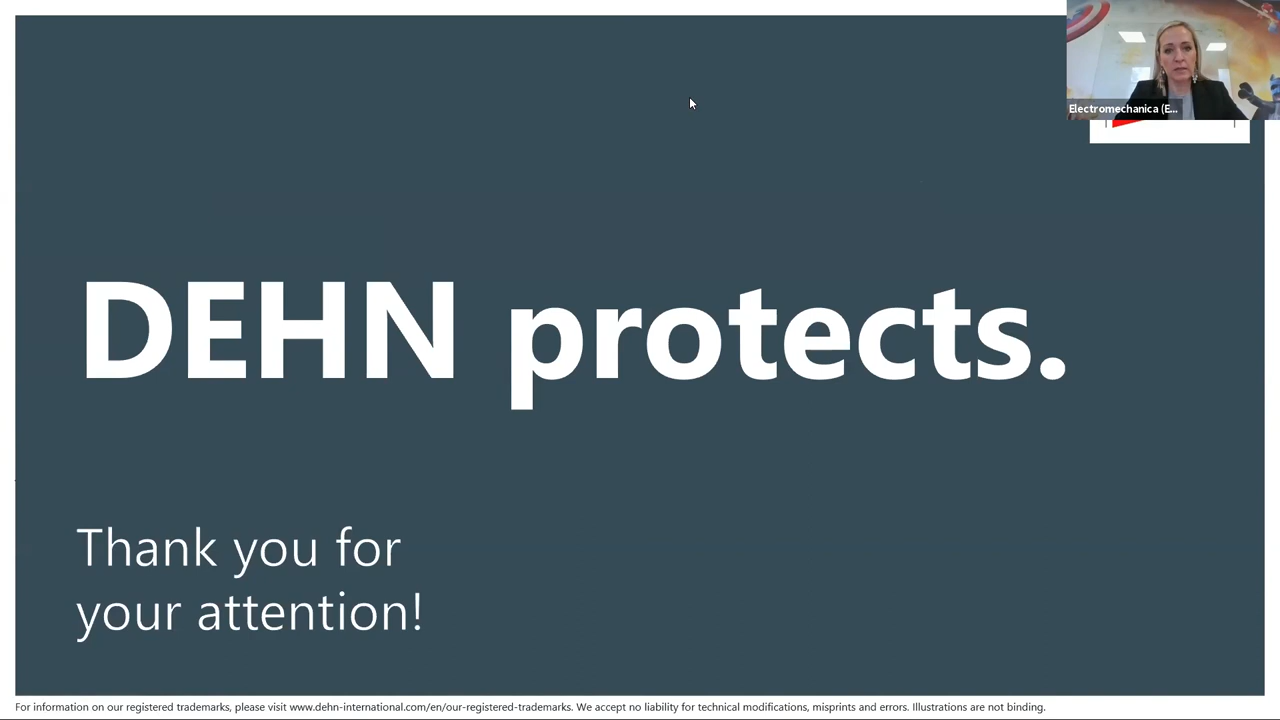 Electromechanica (E...
DEHN protects.
Thank you for
your attention!
For information on our registered trademarks, please visit www.dehn-international.com/en/our-registered-trademarks. We accept no liability for technical modifications, misprints and errors. Illustrations are not binding.